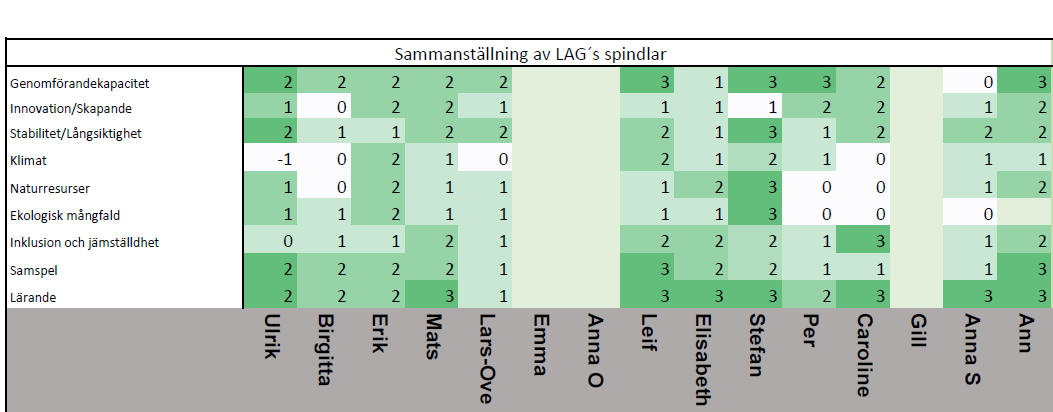 Sammanställning av LAG´s spindlar
Genomförandekapacitet 2 2 2 2 2 3 1 3 3 2 0 3
Innovation/Skapande 1 0 2 2 1 1 1 1 2 2 1 2
Stabilitet/Långsiktighet 2 1 1 2 2 2 1 3 1 2 2 2
Klimat -1 0 2 1 0 2 1 2 1 0 1 1
Naturresurser 1 0 2 1 1 1 2 3 0 0 1 2
Ekologisk mångfald 1 1 2 1 1 1 1 3 0 0 0
Inklusion och jämställdhet 0 1 1 2 1 2 2 2 1 3 1 2
Samspel 2 2 2 2 1 3 2 2 1 1 1 3
Lärande 2 2 2 3 1 3 3 3 2 3 3 3
Ulrik
Birgitta
Erik
Mats
Lars-Ove
Emma
Anna O
Leif
Elisabeth
Stefan
Per
Caroline
Gill
Anna S
Ann